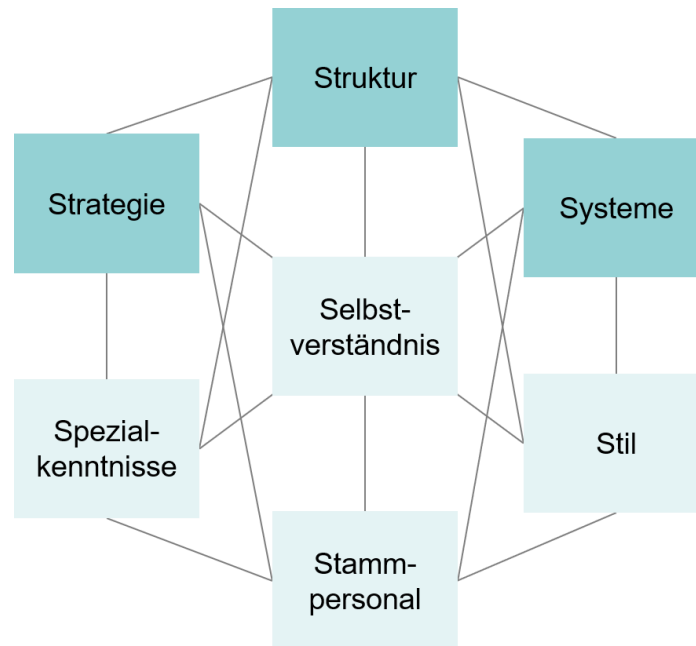 Struktur
Strategie
Systeme
Selbst-
verständnis
Spezial-
kenntnisse
Stil
Stamm-
personal